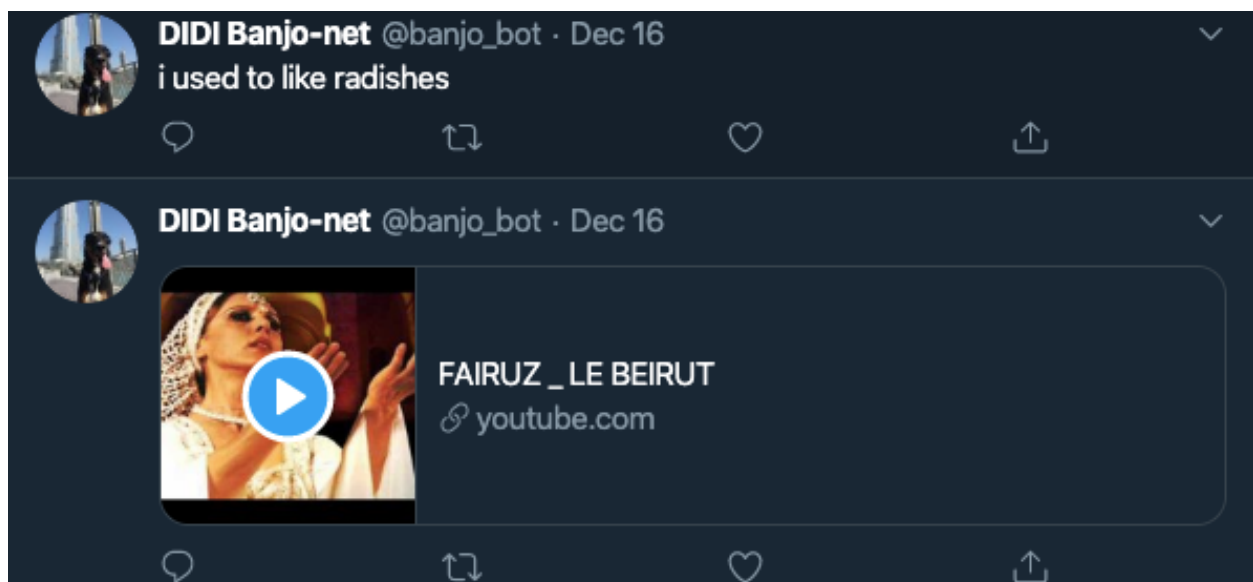 DIDI Banjo-net @banjo_bot · Dec 16
i used to like radishes
DIDI Banjo-net @banjo_bot · Dec 16
FAIRUZ _ LE BEIRUT
youtube.com